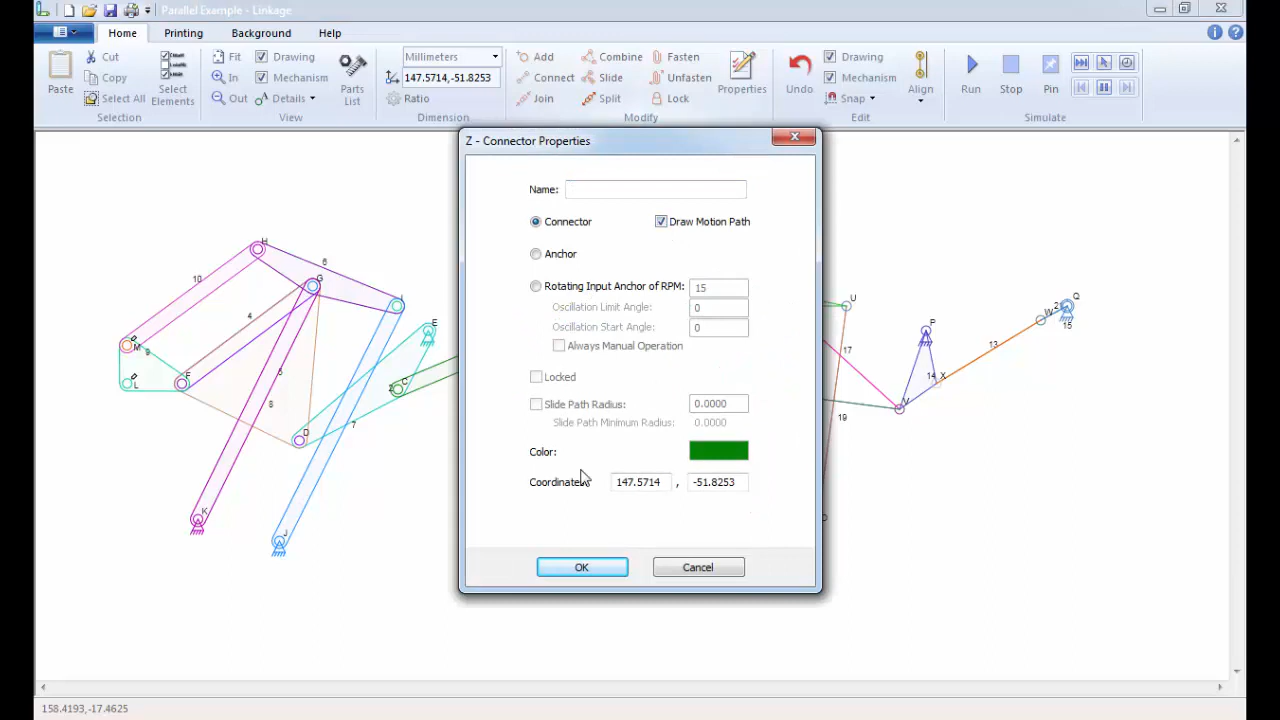 Parallel Example - Linkage
Home Printing Background Help
Paste
Cut
Copy
Select All
Select Elements
Selection
Fit
In
Out
Drawing
Mechanism
Details
Parts List
View
Millimeters
147.5714,-51.8253
Ratio
Dimension
Add
Connect
Join
Combine
Slide
Split
Fasten
Unfasten
Lock
Properties
Modify
Undo
Drawing
Mechanism
Snap
Align
Edit
Run
Stop
Pin
Simulate
Z - Connector Properties
Name:
Connector Draw Motion Path
Anchor
Rotating Input Anchor of RPM: 15
Oscillation Limit Angle: 0
Oscillation Start Angle: 0
Always Manual Operation
Locked
Slide Path Radius: 0.0000
Slide Path Minimum Radius: 0.0000
Color:
147.5714 , -51.8253
OK Cancel
H
6
10
G
I
4
E
M
9
L
F
5
C
8
7
D
K
J
U
Q
W
15
P
17
13
14
X
V
19
158.4193,-17.4625